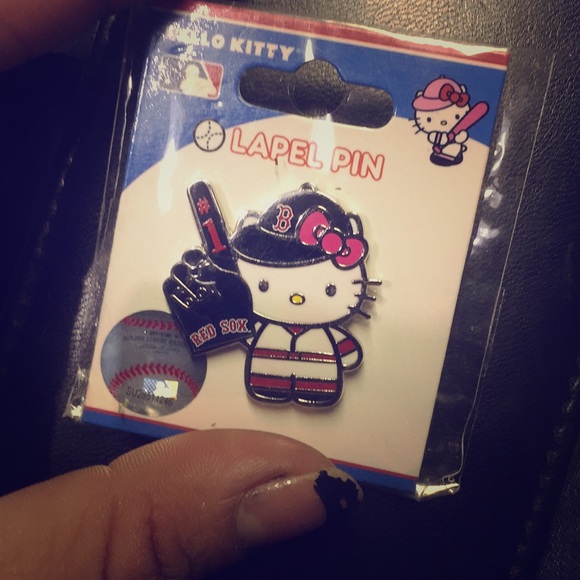 HELLO KITTY
LAPEL PIN
B
#1
RED SOX